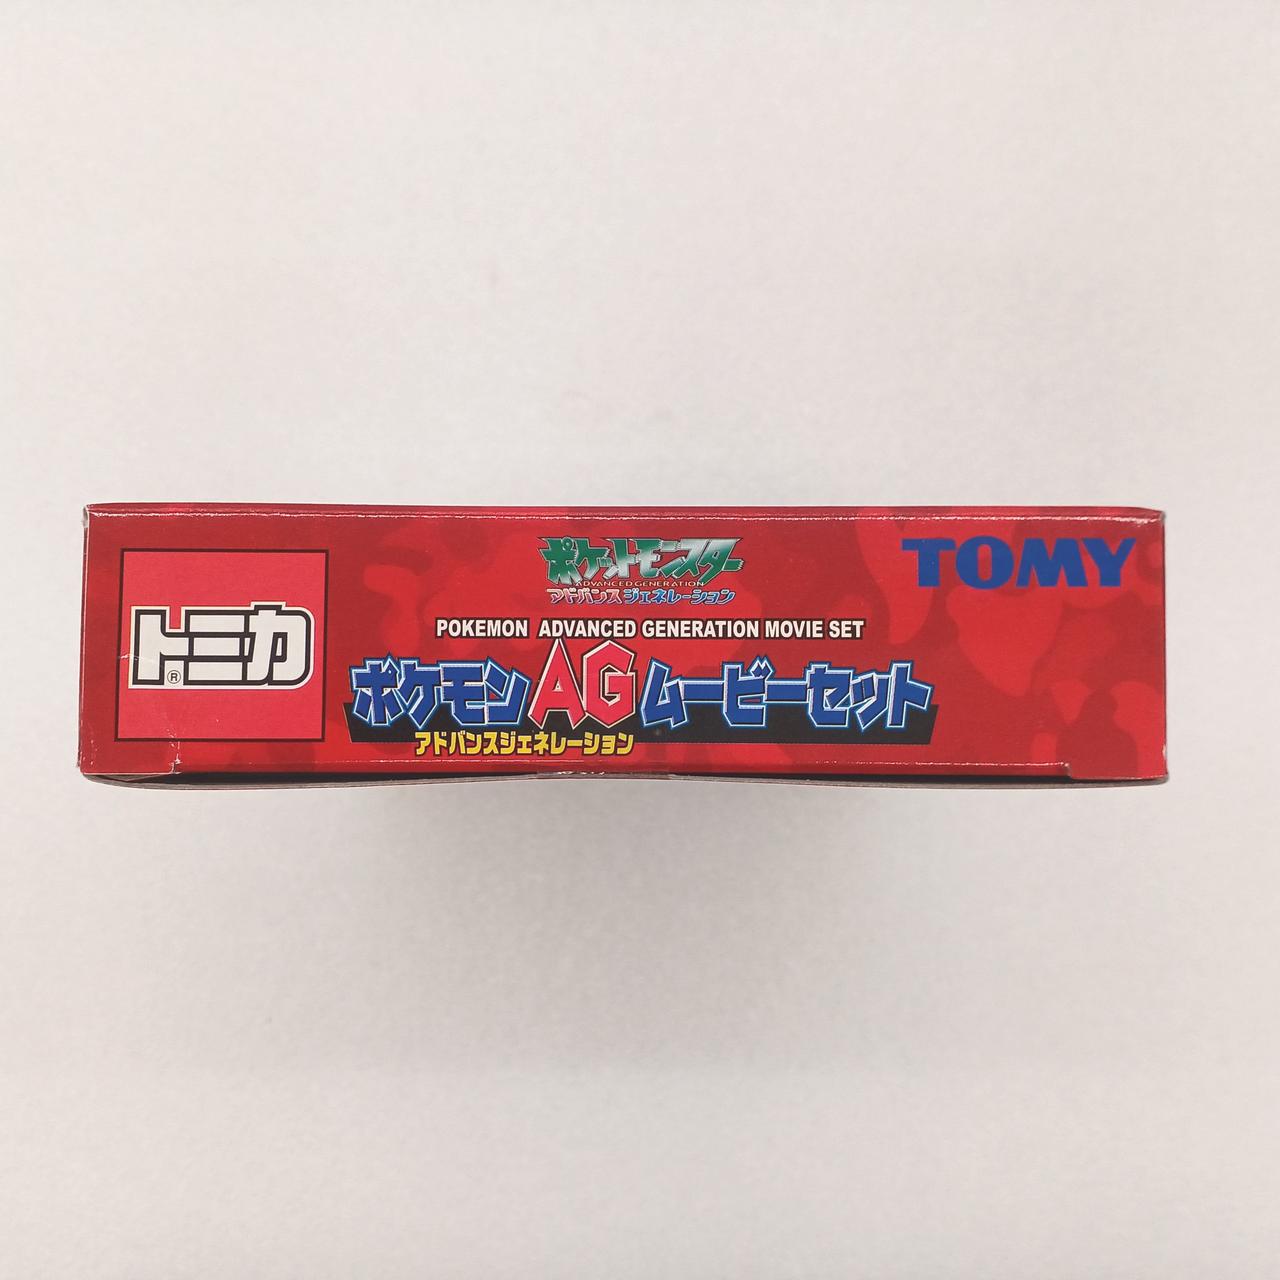 トミカ
®
ポケットモンスター
ADVANCED GENERATION
アドバンスジェネレーション
TOMY
POKEMON ADVANCED GENERATION MOVIE SET
ポケモンAGムービーセット
アドバンスジェネレーション